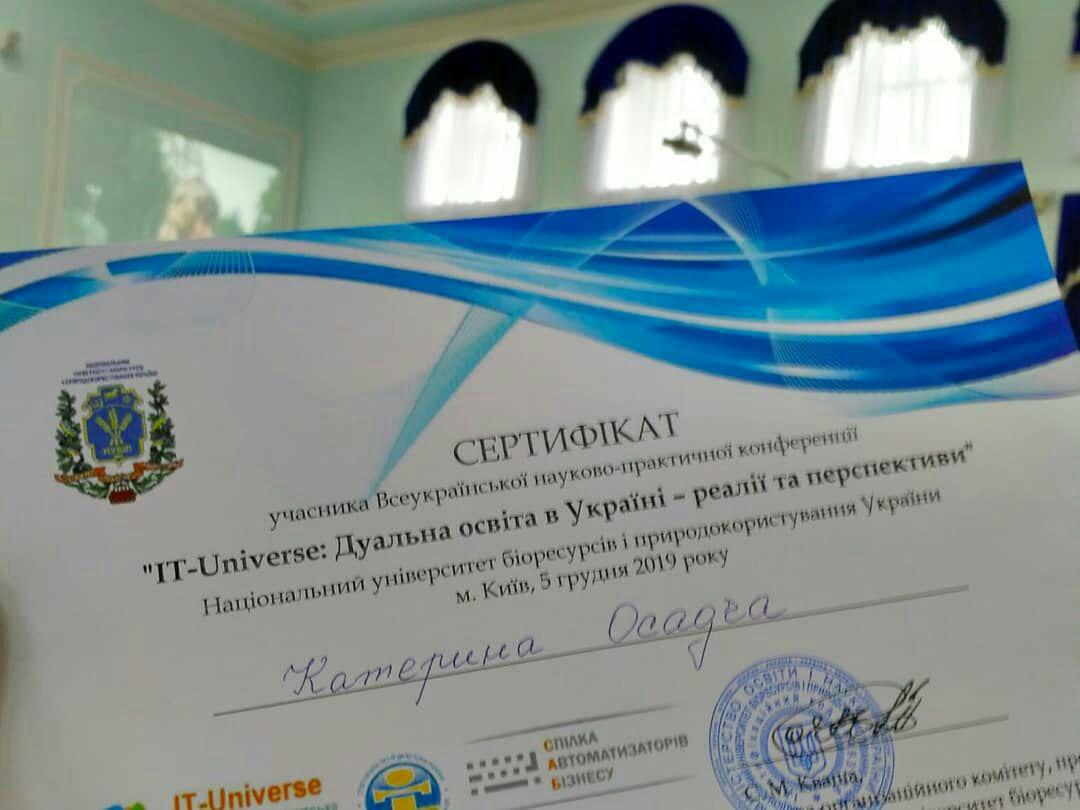 СЕРТИФІКАТ
учасника Всеукраїнської науково-практичної конференції
"IT-Universe: Дуальна освіта в Україні – реалії та перспективи"
Національний університет біоресурсів і природокористування України
м. Київ, 5 грудня 2019 року
Катерина Осадча
IT-Universe
СПІЛКА
АВТОМАТИЗАТОРІВ
БІЗНЕСУ
С. М. Кваша,